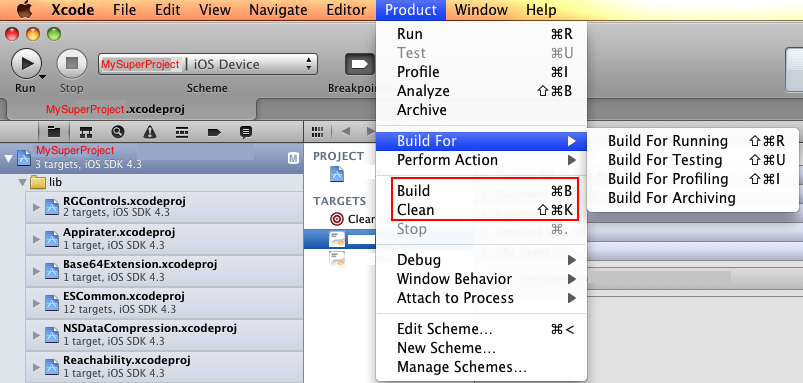 Xcode File Edit View Navigate Editor Product Window Help
Run Stop
MySuperProject | iOS Device
Scheme
Breakpoin
MySuperProject.xcodeproj
MySuperProject
3 targets, iOS SDK 4.3
M
lib
RGControls.xcodeproj
2 targets, iOS SDK 4.3
Appirater.xcodeproj
1 target, iOS SDK 4.3
Base64Extension.xcodeproj
1 target, iOS SDK 4.3
ESCommon.xcodeproj
12 targets, iOS SDK 4.3
NSDataCompression.xcodeproj
1 target, iOS SDK 4.3
Reachability.xcodeproj
1 target, iOS SDK 4.3
PROJECT
TARGETS
Clean
Run ⌘R
Test ⌘U
Profile ⌘I
Analyze ⇧⌘B
Archive
Build For
Perform Action
Build ⌘B
Clean ⇧⌘K
Stop ⌘.
Debug
Window Behavior
Attach to Process
Edit Scheme… ⌘<
New Scheme…
Manage Schemes…
Build For Running ⇧⌘R
Build For Testing ⇧⌘U
Build For Profiling ⇧⌘I
Build For Archiving